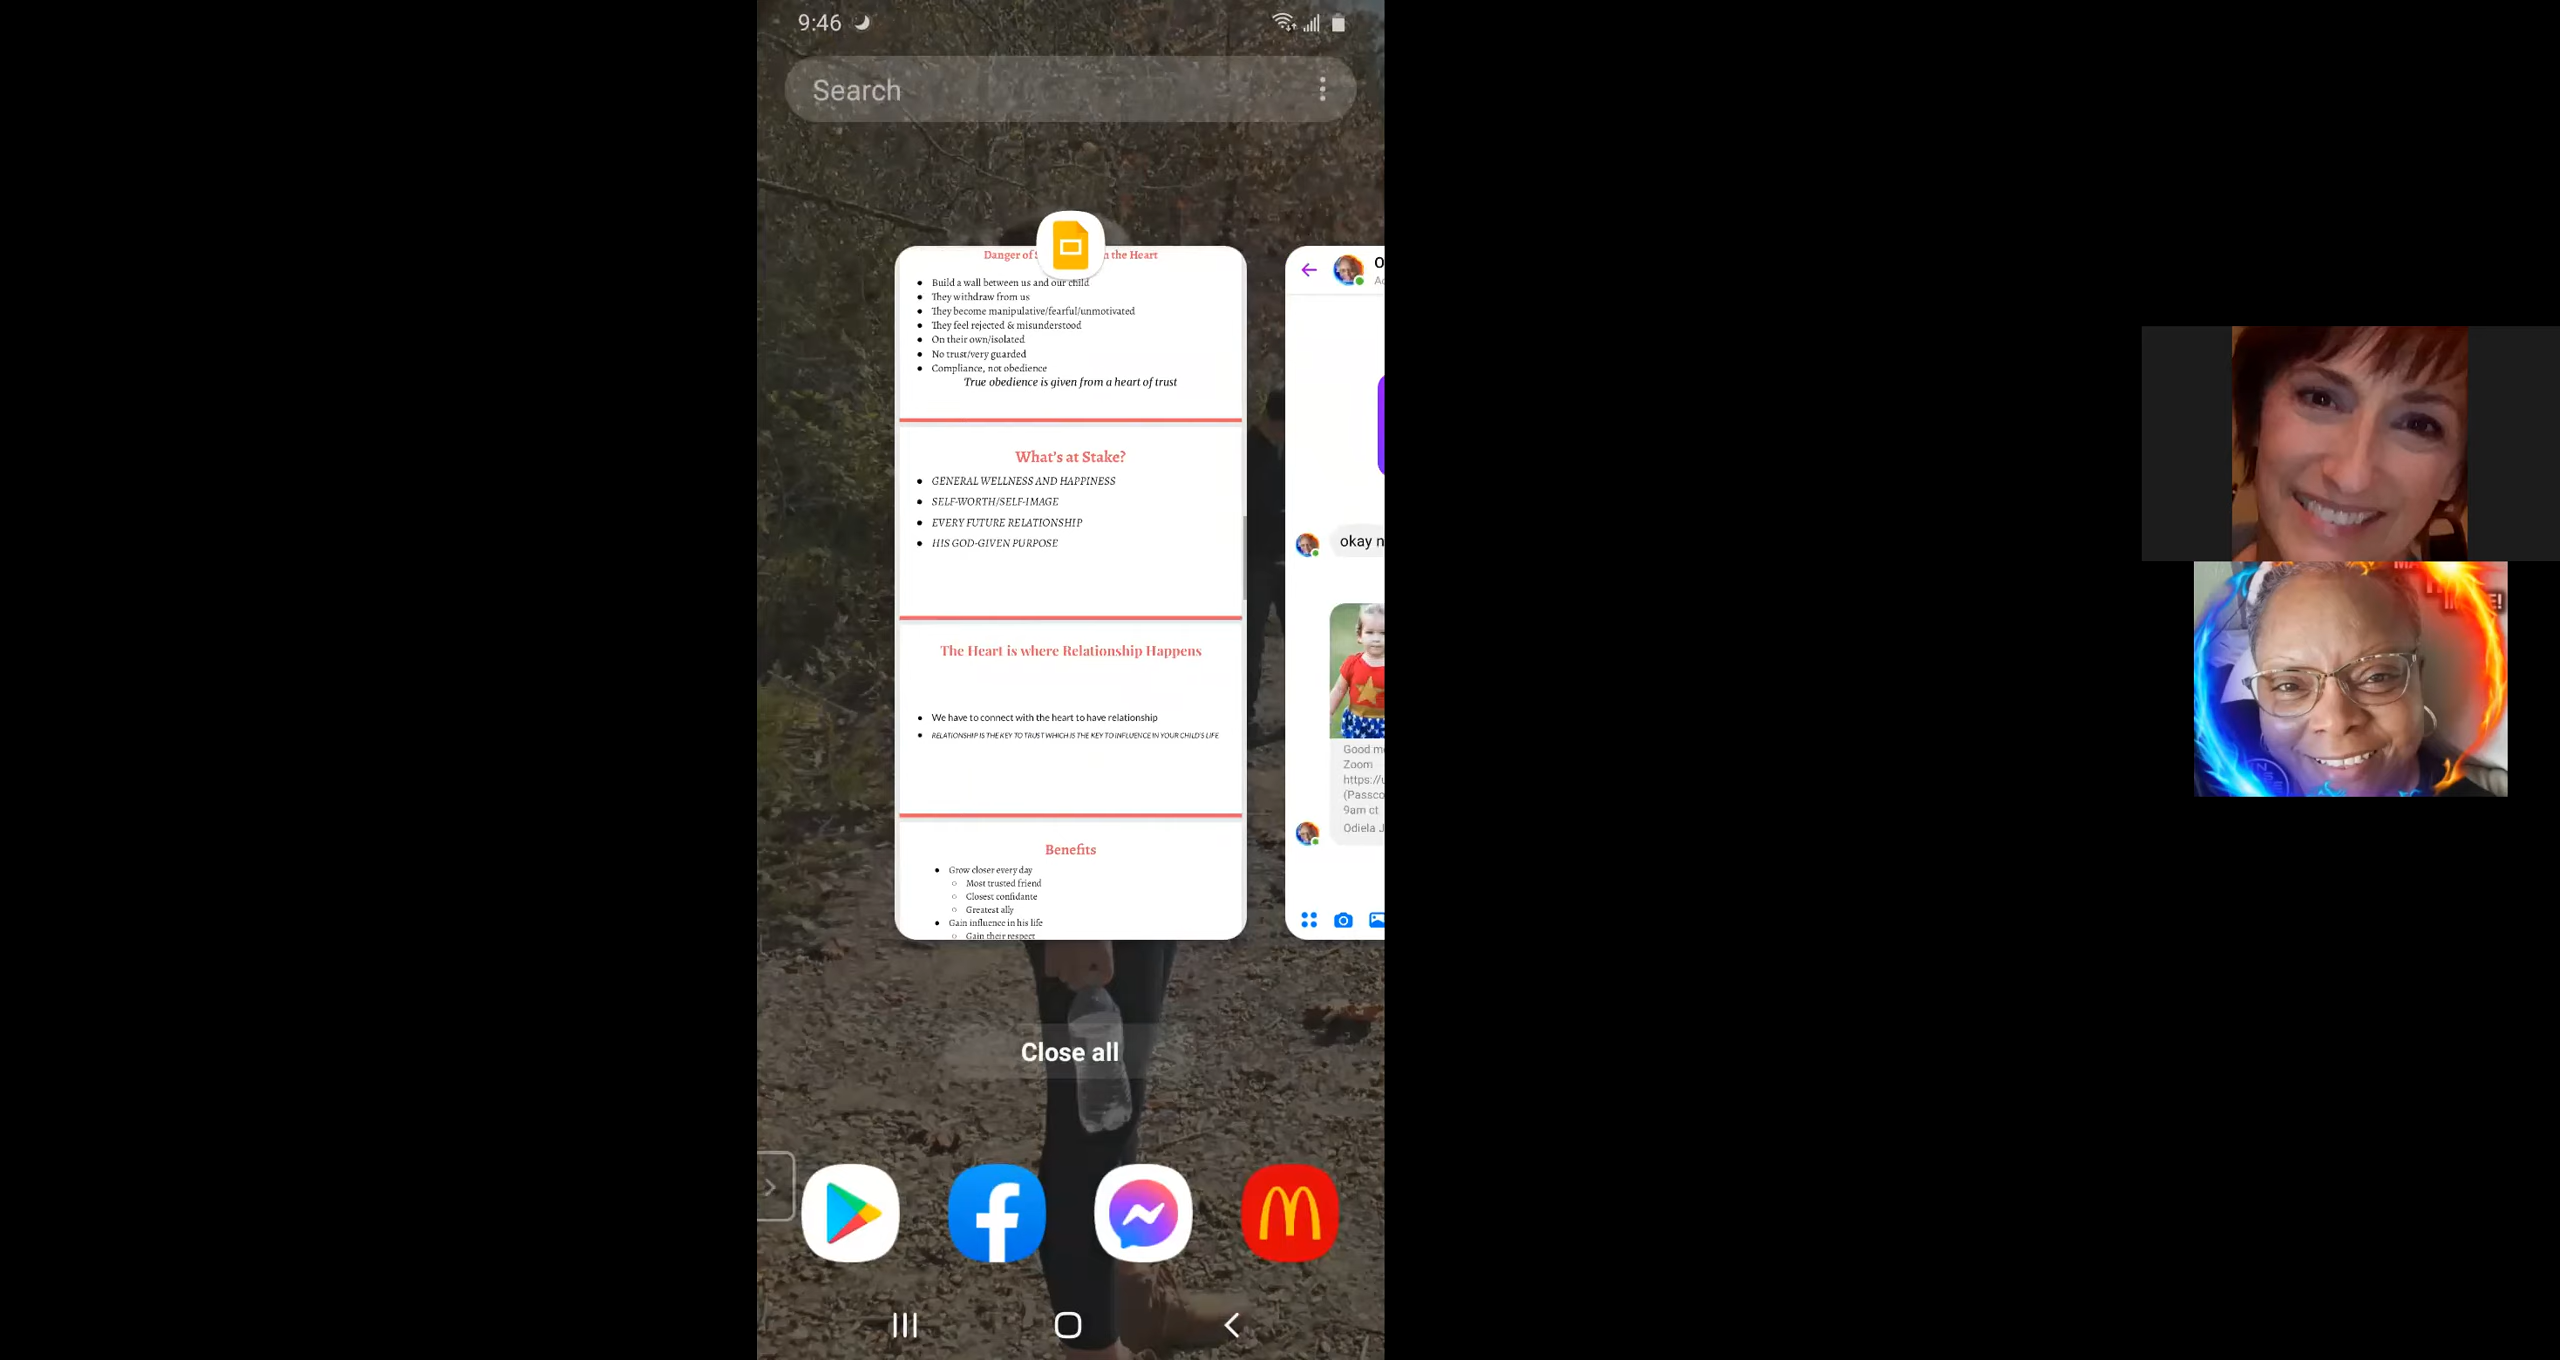 9:46
Search
Danger of
n the Heart
● Build a wall between us and our child
● They withdraw from us
● They become manipulative/fearful/unmotivated
● They feel rejected & misunderstood
● On their own/isolated
● No trust/very guarded
● Compliance, not obedience
True obedience is given from a heart of trust
What's at Stake?
● GENERAL WELLNESS AND HAPPINESS
● SELF-WORTH/SELF-IMAGE
● EVERY FUTURE RELATIONSHIP
● HIS GOD-GIVEN PURPOSE
The Heart is where Relationship Happens
● We have to connect with the heart to have relationship
● RELATIONSHIP IS THE KEY TO TRUST WHICH IS THE KEY TO INFLUENCE IN YOUR CHILD'S LIFE
Benefits
● Grow closer every day
○ Most trusted friend
○ Closest confidante
○ Greatest ally
● Gain influence in his life
○ Gain their respect
O
okay n
Good m
Zoom
https://u
(Passco
9am ct
Odiela J
Close all